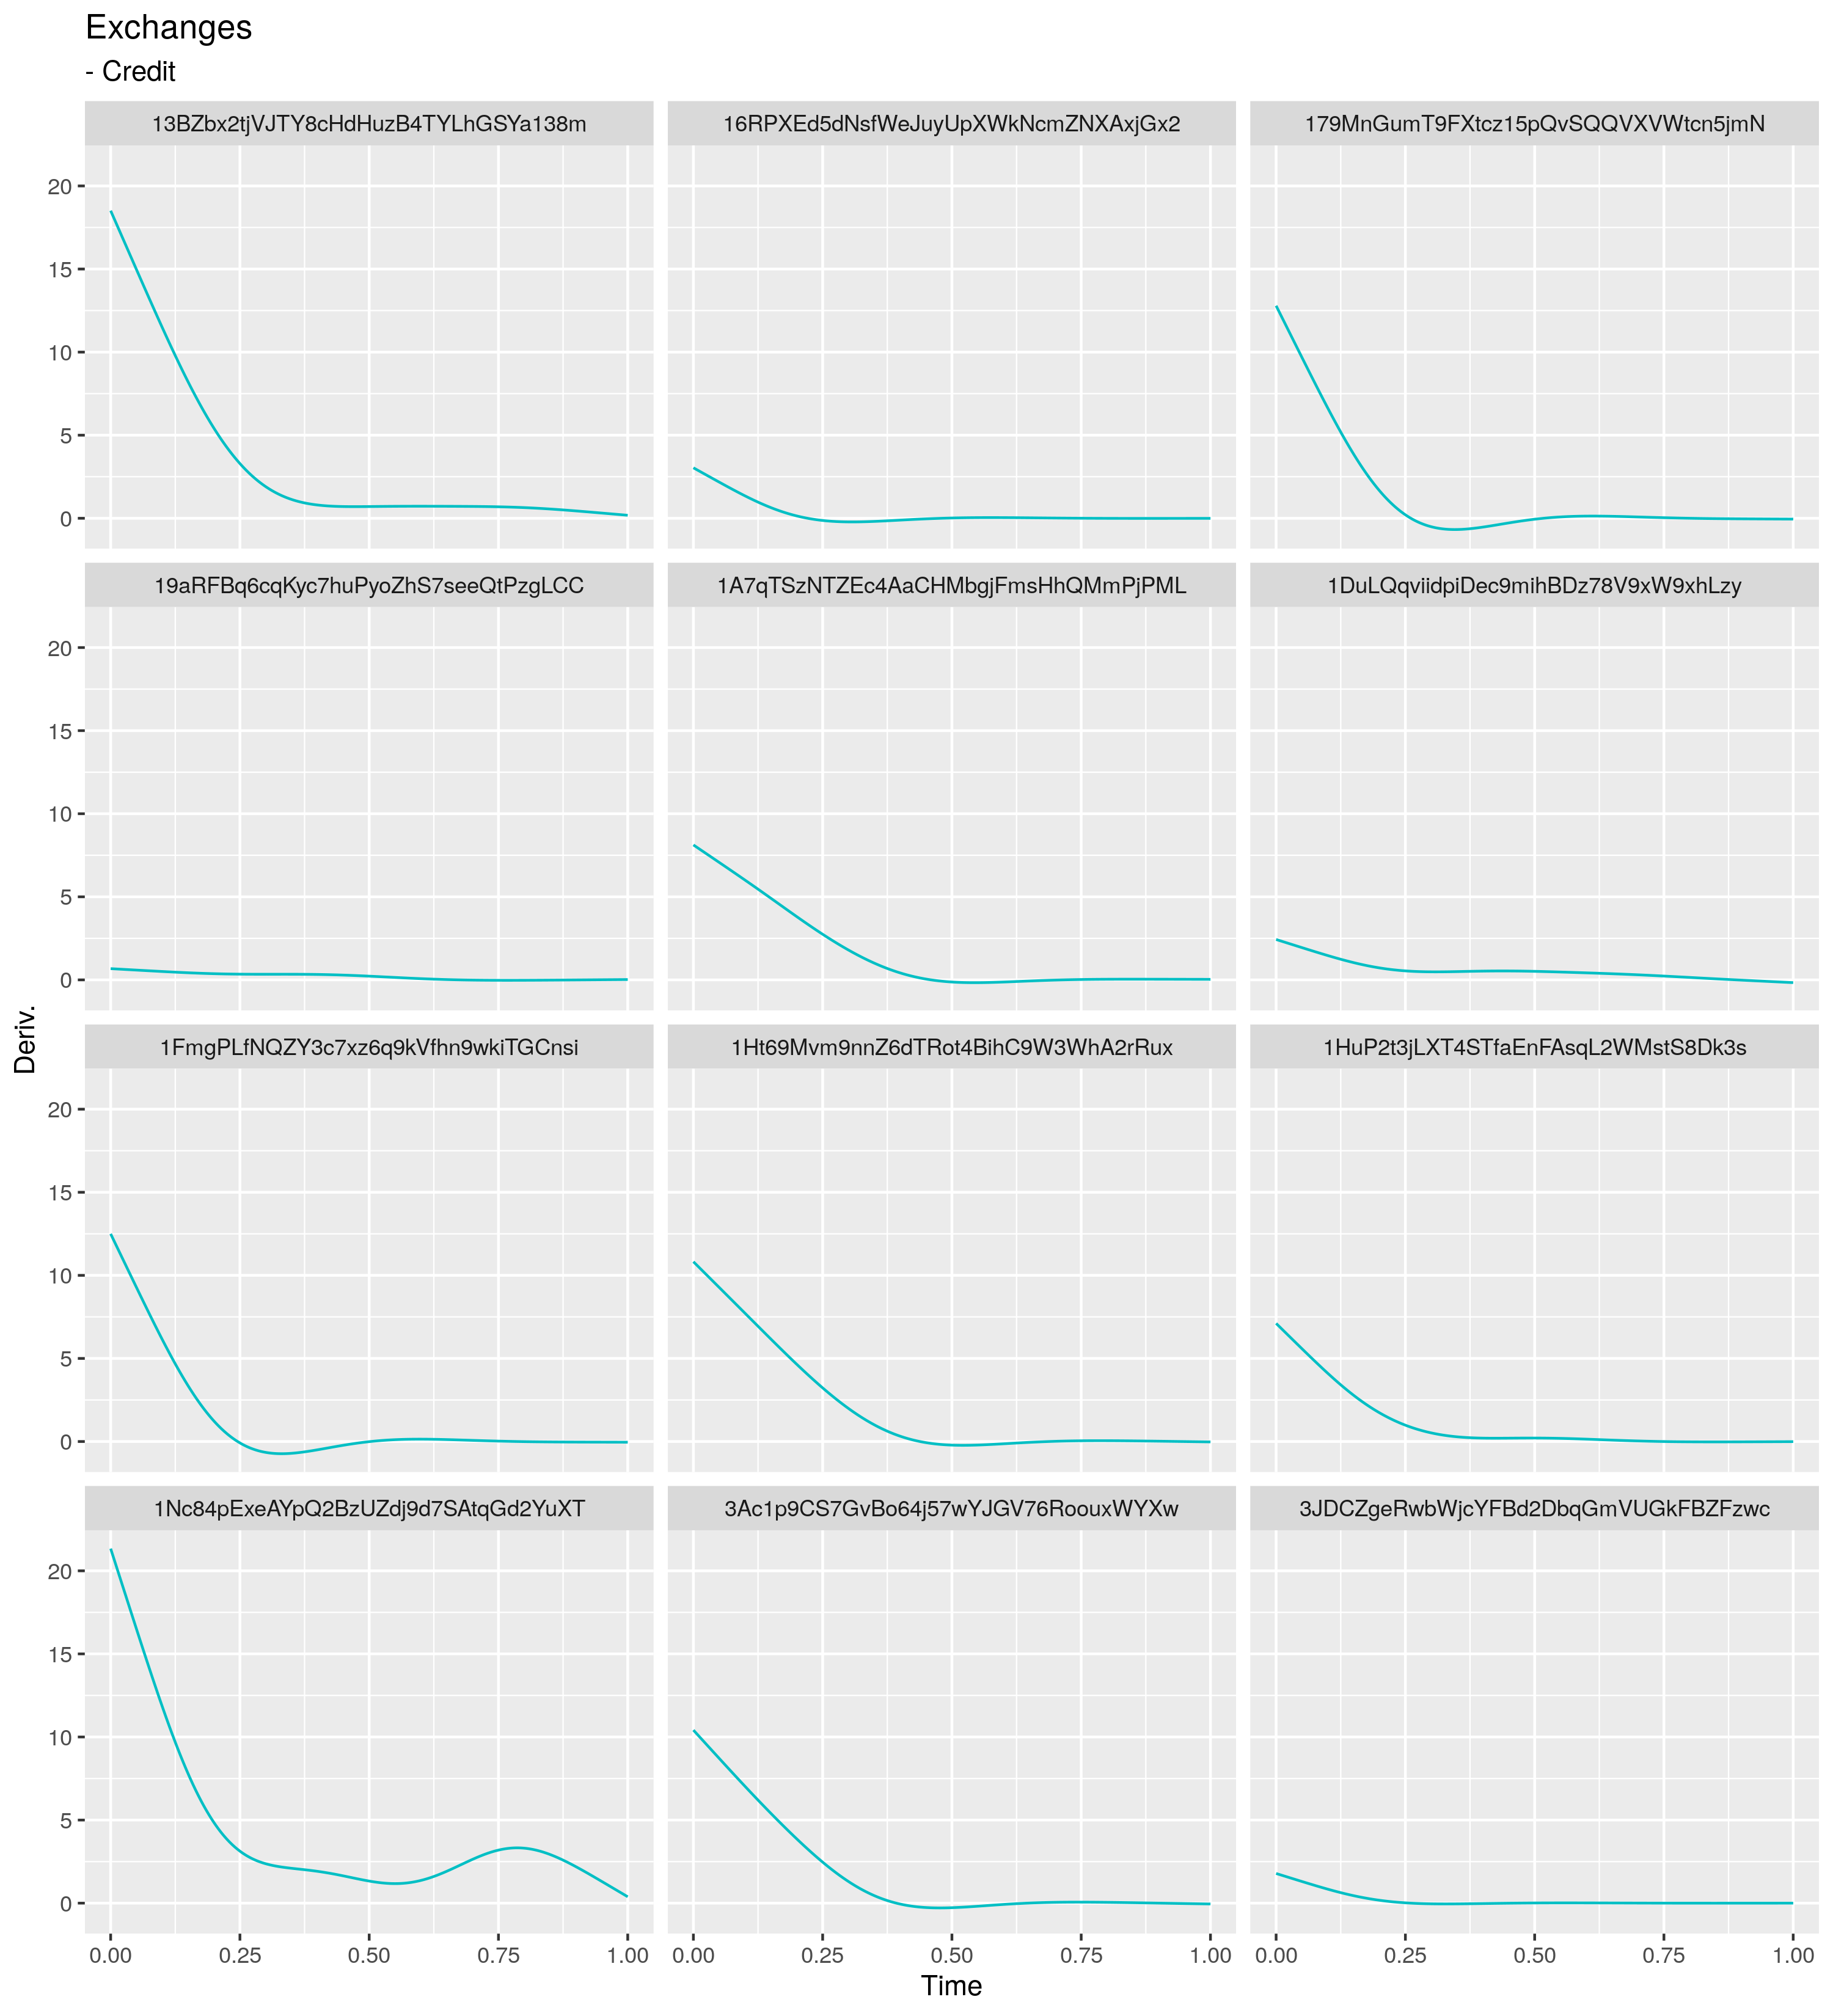 Exchanges
- Credit
13BZbx2tjVJTY8cHdHuzB4TYLhGSYa138m 16RPXEd5dNsfWeJuyUpXWkNcmZNXAxjGx2 179MnGumT9FXtcz15pQvSQQVXVWtcn5jmN
20
15
10
5
0
19aRFBq6cqKyc7huPyoZhS7seeQtPzgLCC 1A7qTSzNTZEc4AaCHMbgjFmsHhQMmPjPML 1DuLQqviidpiDec9mihBDz78V9xW9xhLzy
20
15
10
5
0
Deriv.
1FmgPLfNQZY3c7xz6q9kVfhn9wkiTGCnsi 1Ht69Mvm9nnZ6dTRot4BihC9W3WhA2rRux 1HuP2t3jLXT4STfaEnFAsqL2WMstS8Dk3s
20
15
10
5
0
1Nc84pExeAYpQ2BzUZdj9d7SAtqGd2YuXT 3Ac1p9CS7GvBo64j57wYJGV76RoouxWYXw 3JDCZgeRwbWjcYFBd2DbqGmVUGkFBZFzwc
20
15
10
5
0
0.00 0.25 0.50 0.75 1.00 0.00 0.25 0.50 0.75 1.00 0.00 0.25 0.50 0.75 1.00
Time